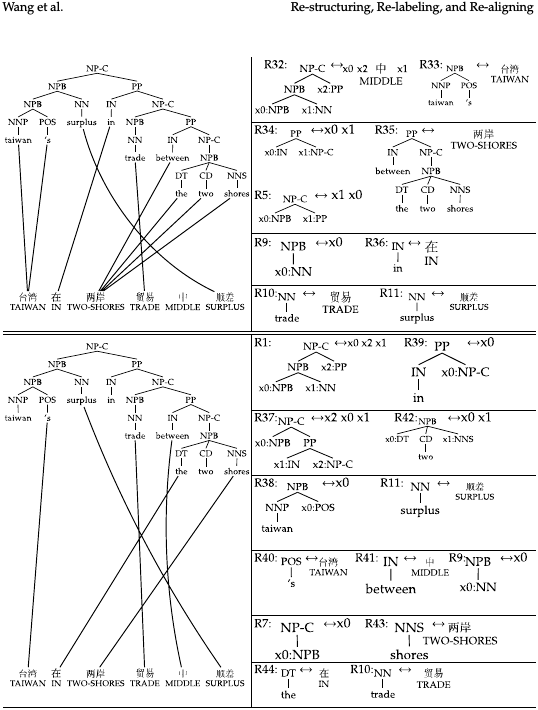 Wang et al. Re-structuring, Re-labeling, and Re-aligning
NP-C
NPB PP
NPB NN IN NP-C
NNP POS surplus in NPB PP
taiwan 's NN IN NP-C
trade between NPB
DT CD NNS
the two shores
台湾 在 两岸 贸易 中 顺差
TAIWAN IN TWO-SHORES TRADE MIDDLE SURPLUS
R32: NP-C ↔x0 x2 中 x1
MIDDLE
NPB x2:PP
x0:NPB x1:NN
R33: NPB ↔ 台湾
TAIWAN
NNP POS
taiwan 's
R34: PP ↔x0 x1
x0:IN x1:NP-C
R35: PP ↔ 两岸
TWO-SHORES
IN NP-C
between NPB
DT CD NNS
the two shores
R5: NP-C ↔ x1 x0
x0:NPB x1:PP
R9: NPB ↔x0
x0:NN
R36: IN ↔ 在
in IN
R10: NN ↔ 贸易
trade TRADE
R11: NN ↔ 顺差
surplus SURPLUS
NP-C
NPB PP
NPB NN IN NP-C
NNP POS surplus in NPB PP
taiwan 's NN IN NP-C
trade between NPB
DT CD NNS
the two shores
台湾 在 两岸 贸易 中 顺差
TAIWAN IN TWO-SHORES TRADE MIDDLE SURPLUS
R1: NP-C ↔x0 x2 x1
NPB x2:PP
x0:NPB x1:NN
R39: PP ↔x0
IN x0:NP-C
in
R37: NP-C ↔x2 x0 x1
x0:NPB PP
x1:IN x2:NP-C
R42: NPB ↔x0 x1
x0:DT CD x1:NNS
two
R38: NPB ↔x0
NNP x0:POS
taiwan
R11: NN ↔ 顺差
surplus SURPLUS
R40: POS ↔台湾
's TAIWAN
R41: IN ↔ 中
between MIDDLE
R9: NPB ↔x0
x0:NN
R7: NP-C ↔x0
x0:NPB
R43: NNS ↔ 两岸
shores TWO-SHORES
R44: DT ↔ 在
the IN
R10: NN ↔ 贸易
trade TRADE